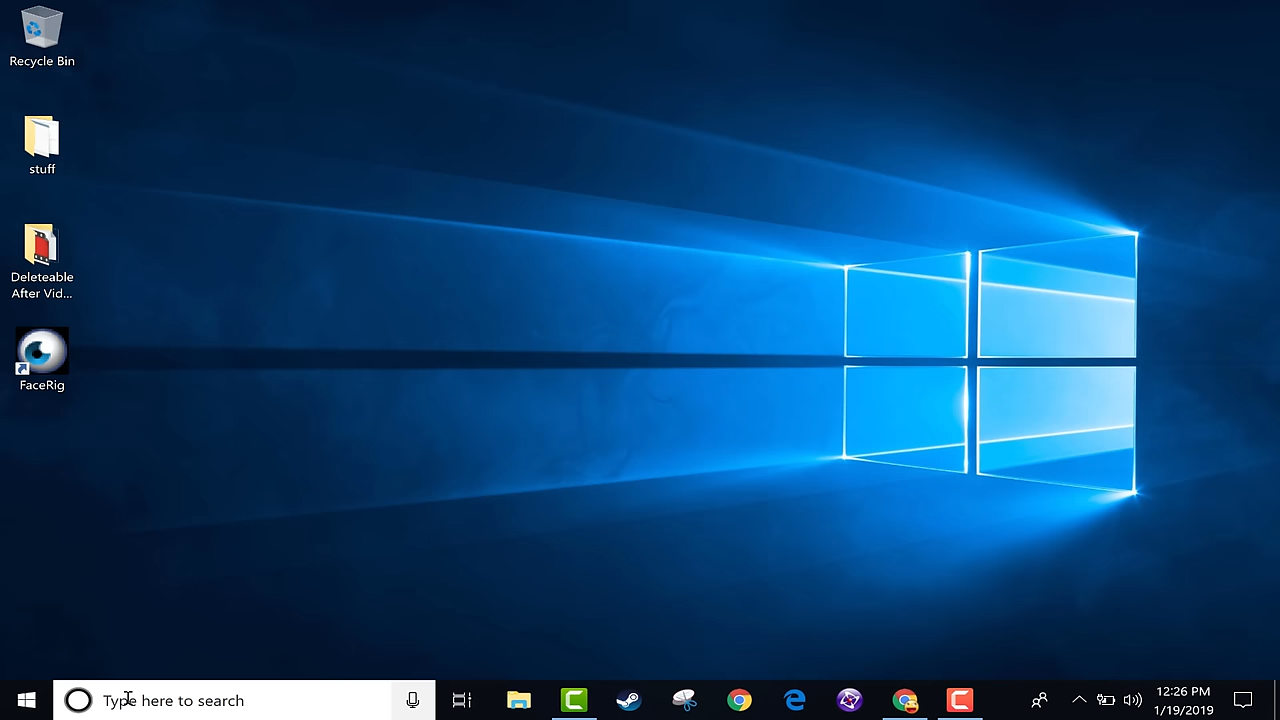 Recycle Bin
stuff
Deleteable
After Vid...
FaceRig
Type here to search
12:26 PM
1/19/2019